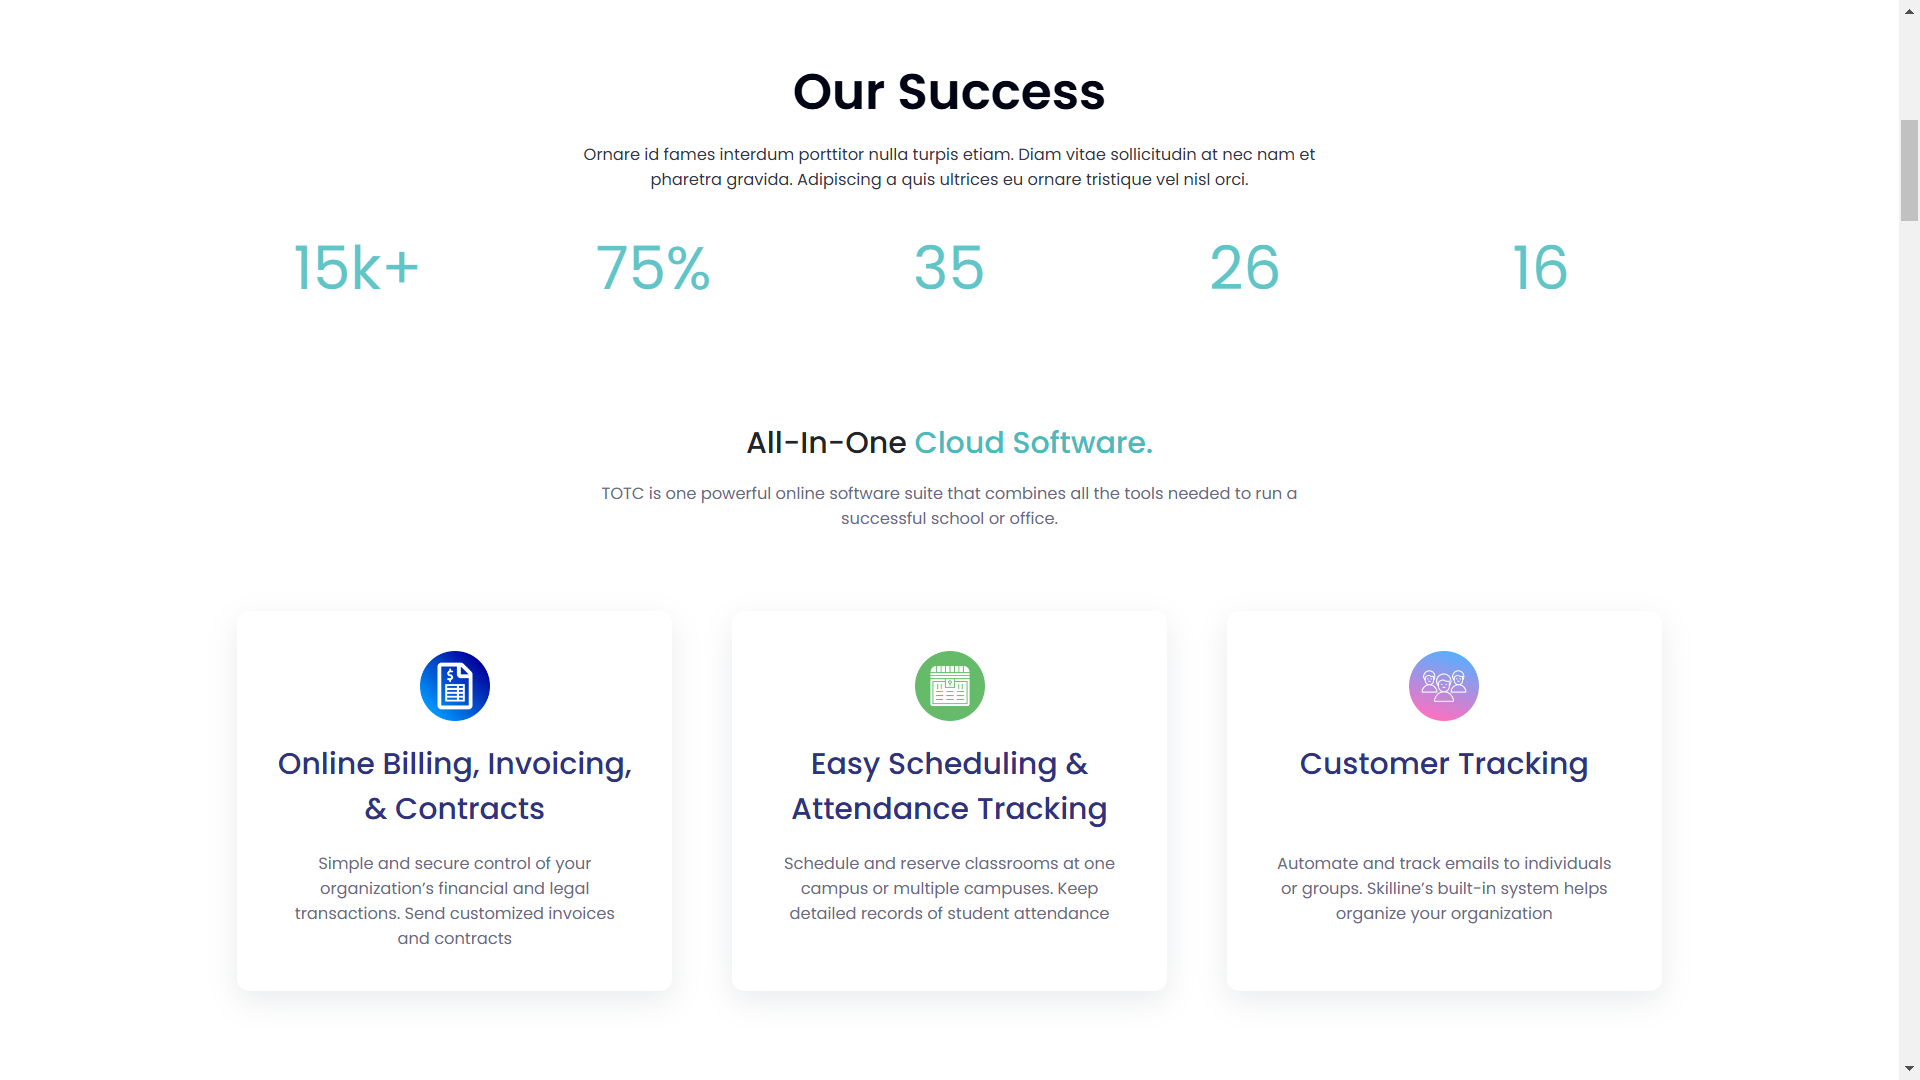 Our Success
Ornare id fames interdum porttitor nulla turpis etiam. Diam vitae sollicitudin at nec nam et
pharetra gravida. Adipiscing a quis ultrices eu ornare tristique vel nisl orci.
15k+ 75% 35 26 16
All-In-One Cloud Software.
TOTC is one powerful online software suite that combines all the tools needed to run a
successful school or office.
Online Billing, Invoicing,
& Contracts
Simple and secure control of your
organization’s financial and legal
transactions. Send customized invoices
and contracts
Easy Scheduling &
Attendance Tracking
Schedule and reserve classrooms at one
campus or multiple campuses. Keep
detailed records of student attendance
Customer Tracking
Automate and track emails to individuals
or groups. Skilline’s built-in system helps
organize your organization